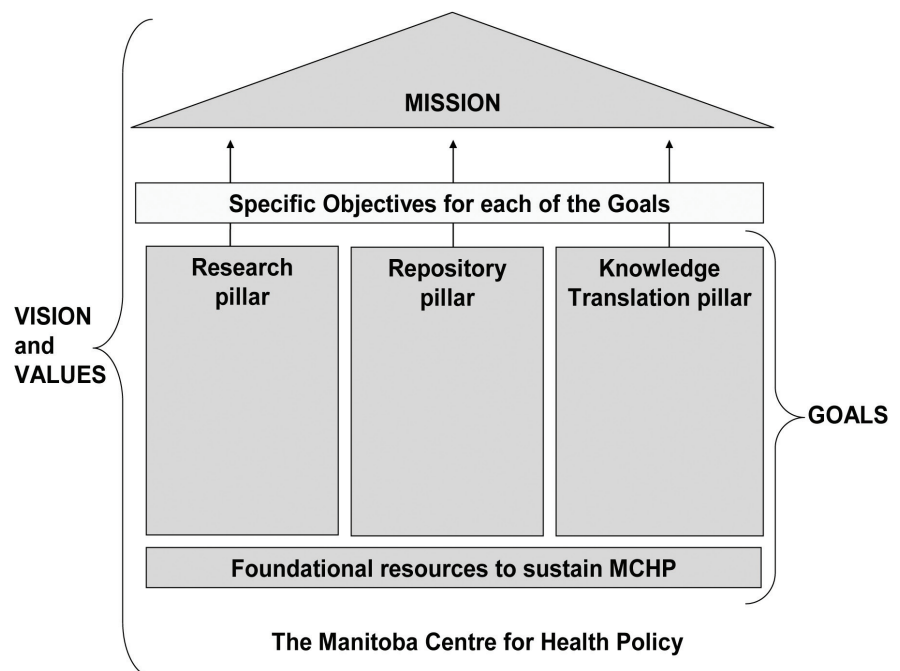 MISSION
Specific Objectives for each of the Goals
Research
pillar
Repository
pillar
Knowledge
Translation pillar
VISION
and
VALUES
GOALS
Foundational resources to sustain MCHP
The Manitoba Centre for Health Policy